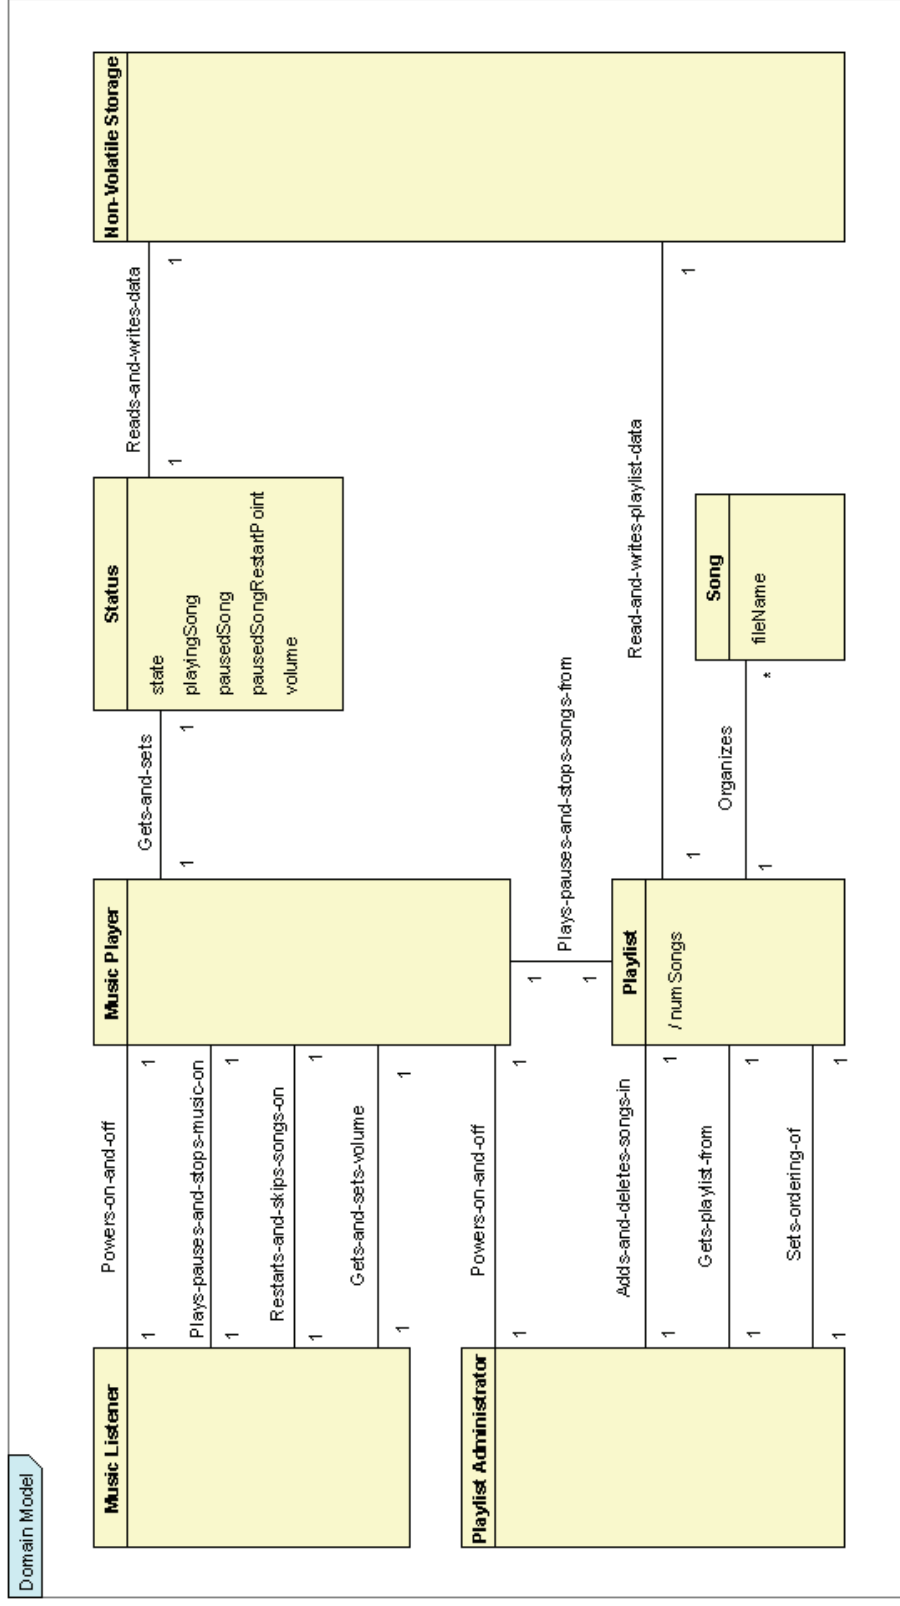 Domain Model
Music Listener
Powers-on-and-off
1
1
Plays-pauses-and-stops-music-on
1
1
Restarts-and-skips-songs-on
1
1
Gets-and-sets-volume
1
1
Music Player
Gets-and-sets
1
1
Status
state
playingSong
pausedSong
pausedSongRestartPoint
volume
Reads-and-writes-data
1
1
Non-Volatile Storage
Playlist Administrator
Powers-on-and-off
1
1
Adds-and-deletes-songs-in
1
1
Gets-playlist-from
1
1
Sets-ordering-of
1
1
Plays-pauses-and-stops-songs-from
1
1
Playlist
/ numSongs
Read-and-writes-playlist-data
1
1
Organizes
1
*
Song
fileName